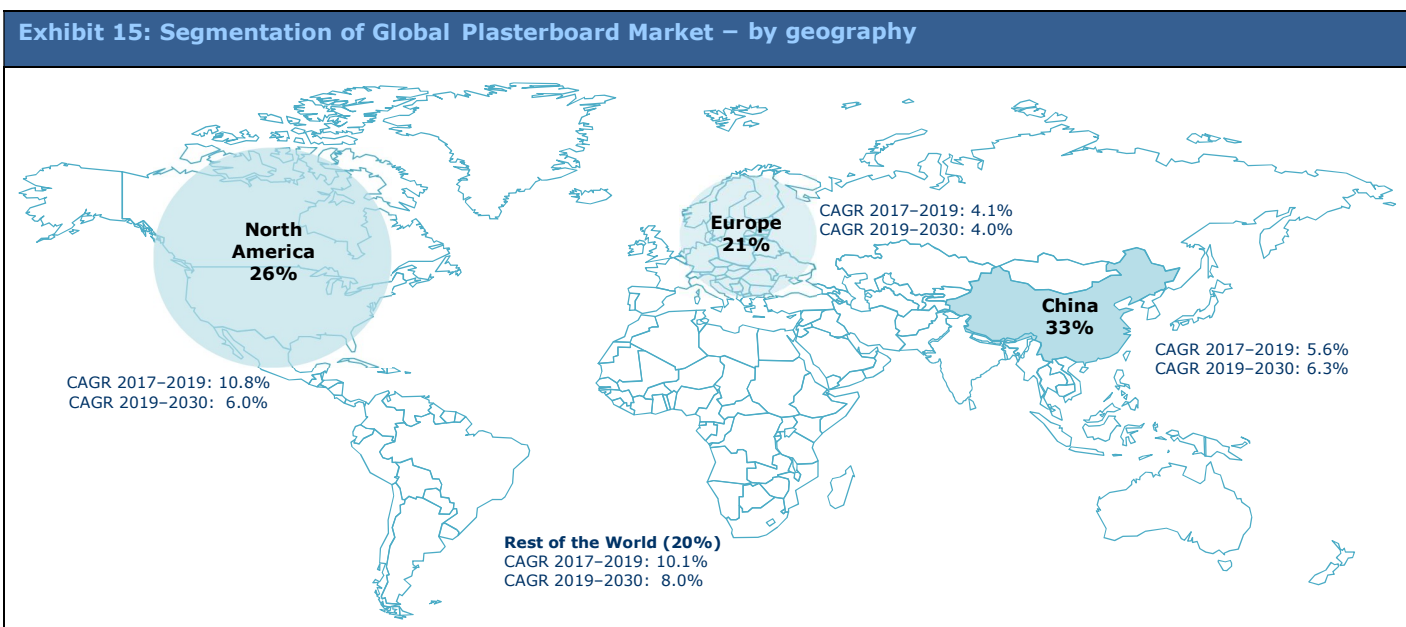 Exhibit 15: Segmentation of Global Plasterboard Market – by geography
North
America
26%
CAGR 2017–2019: 10.8%
CAGR 2019–2030: 6.0%
Europe
21%
CAGR 2017–2019: 4.1%
CAGR 2019–2030: 4.0%
China
33%
CAGR 2017–2019: 5.6%
CAGR 2019–2030: 6.3%
Rest of the World (20%)
CAGR 2017–2019: 10.1%
CAGR 2019–2030: 8.0%